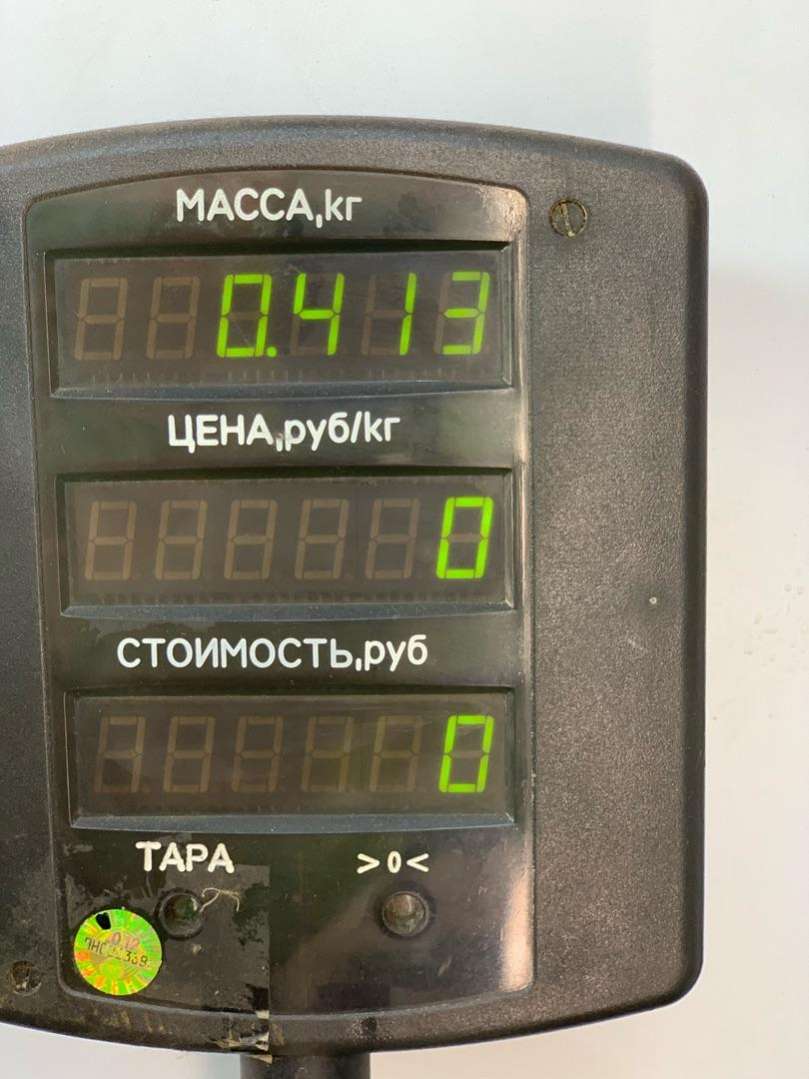 МАССА,кг
0.413
ЦЕНА,руб/кг
0
СТОИМОСТЬ,руб
0
ТАРА >0<